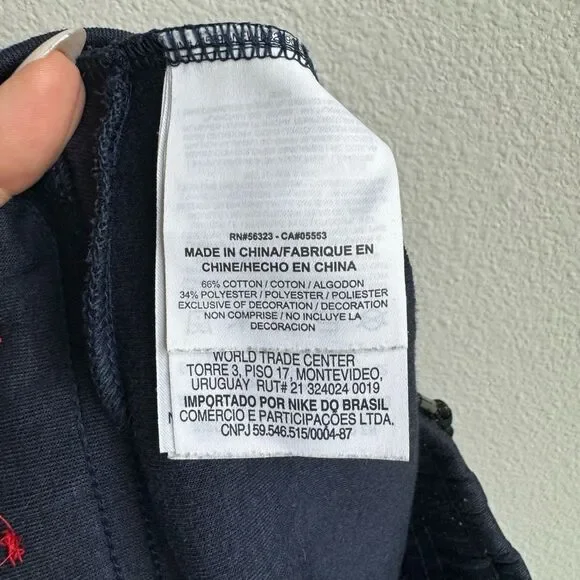 RN#56323 - CA#05553
MADE IN CHINA/FABRIQUE EN
CHINE/HECHO EN CHINA
66% COTTON / COTON / ALGODON
34% POLYESTER / POLYESTER / POLIESTER
EXCLUSIVE OF DECORATION / DECORATION
NON COMPRISE / NO INCLUYE LA
DECORACION
WORLD TRADE CENTER
TORRE 3, PISO 17, MONTEVIDEO,
URUGUAY RUT# 21 324024 0019
IMPORTADO POR NIKE DO BRASIL
COMERCIO E PARTICIPAÇÕES LTDA.
CNPJ 59.546.515/0004-87